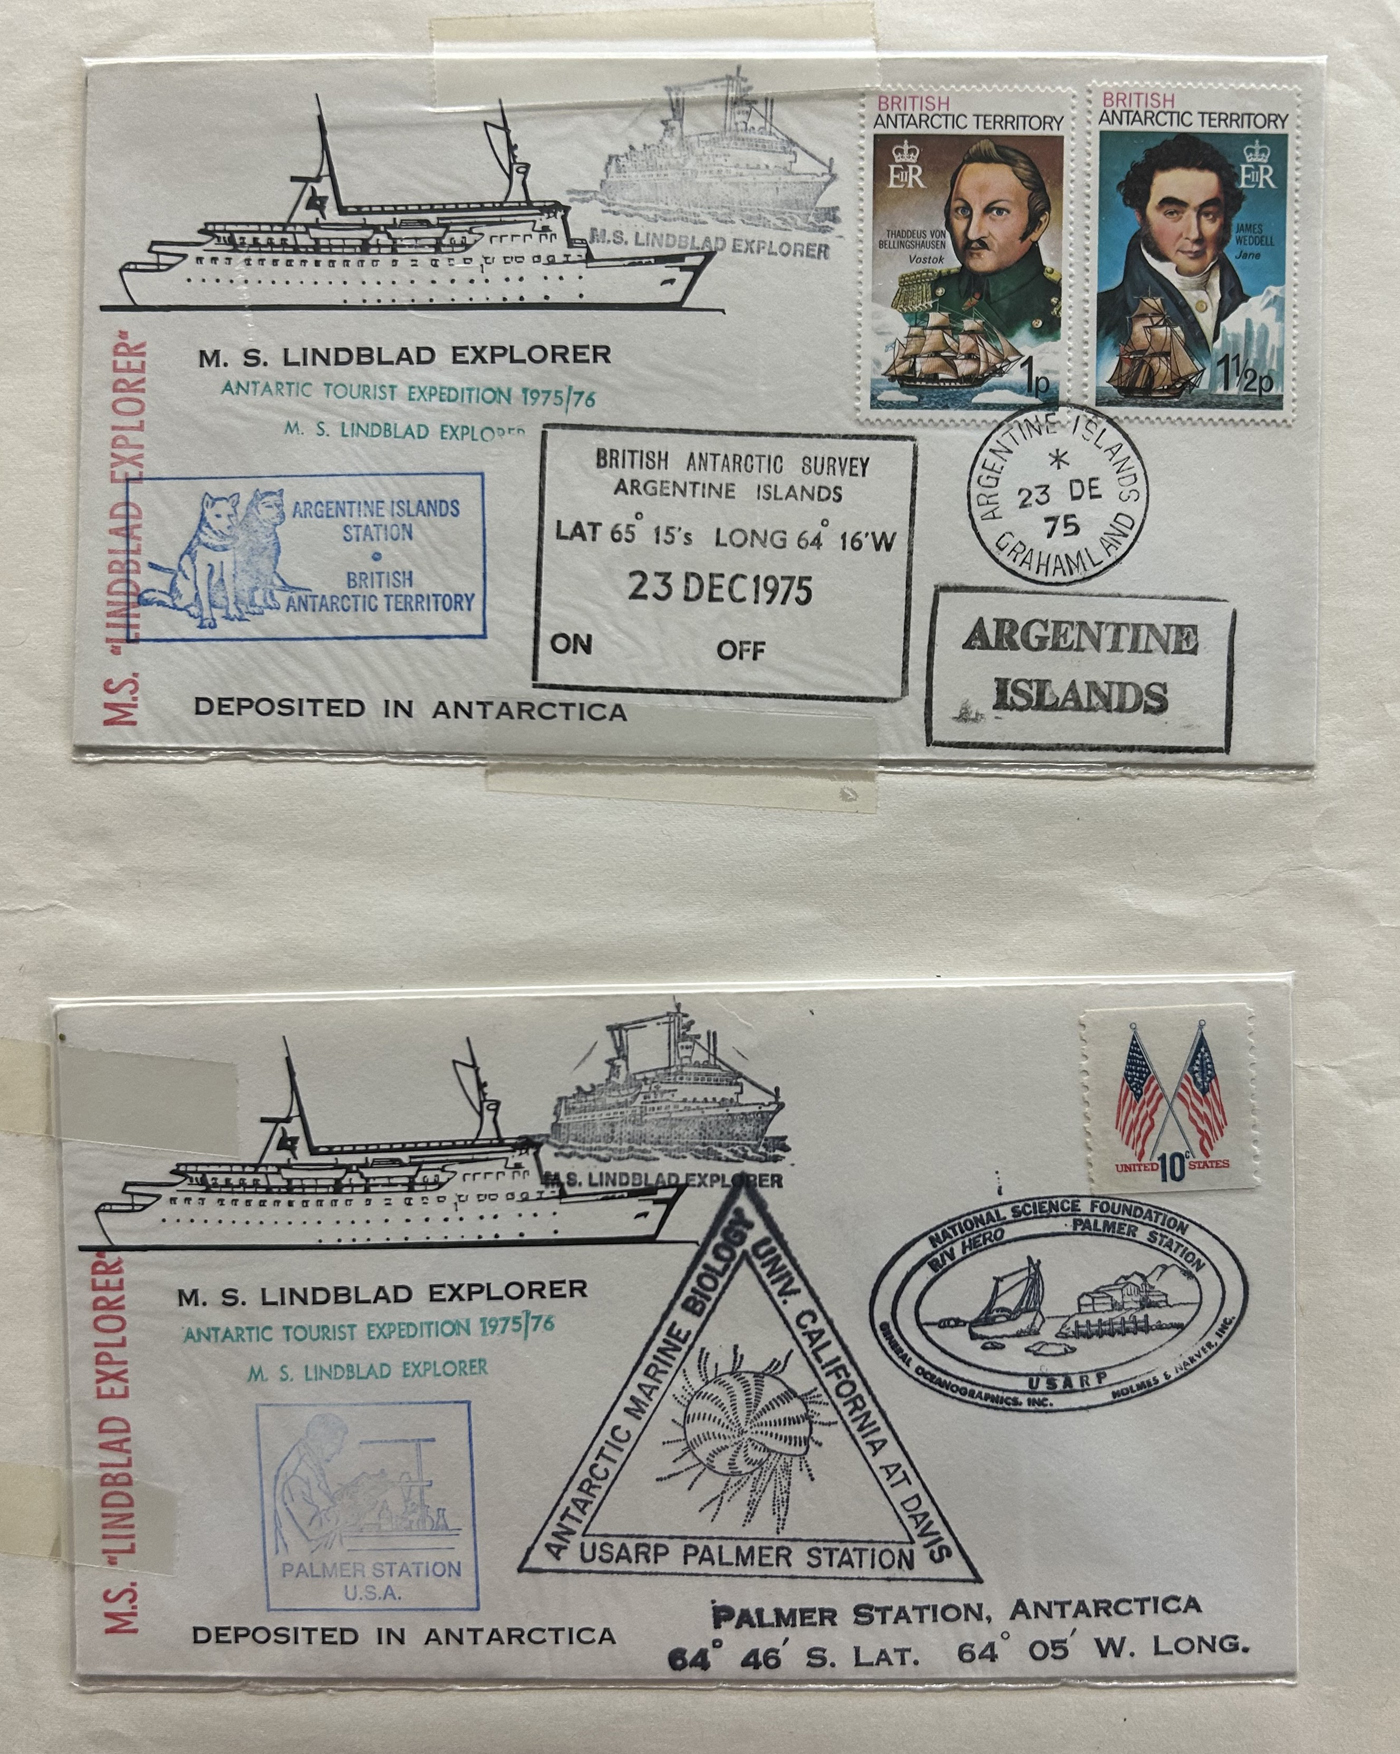 M.S. LINDBLAD EXPLORER
BRITISH
ANTARCTIC TERRITORY
EIIR
THADDEUS VON
BELLINGSHAUSEN
Vostok
1p
BRITISH
ANTARCTIC TERRITORY
EIIR
JAMES
WEDDELL
Jane
1½p
M.S. "LINDBLAD EXPLORER"
M. S. LINDBLAD EXPLORER
ANTARTIC TOURIST EXPEDITION 1975/76
M. S. LINDBLAD EXPLORER
ARGENTINE ISLANDS
STATION
BRITISH
ANTARCTIC TERRITORY
BRITISH ANTARCTIC SURVEY
ARGENTINE ISLANDS
LAT 65° 15's LONG 64° 16'W
23 DEC 1975
ON OFF
ARGENTINE ISLANDS
*
23 DE
75
GRAHAMLAND
ARGENTINE
ISLANDS
DEPOSITED IN ANTARCTICA
M.S. LINDBLAD EXPLORER
UNITED 10c STATES
M.S. "LINDBLAD EXPLORER"
M. S. LINDBLAD EXPLORER
ANTARTIC TOURIST EXPEDITION 1975/76
M. S. LINDBLAD EXPLORER
PALMER STATION
U.S.A.
ANTARCTIC MARINE BIOLOGY
UNIV. CALIFORNIA AT DAVIS
USARP PALMER STATION
NATIONAL SCIENCE FOUNDATION
R/V HERO PALMER STATION
USARP
GENERAL OCEANOGRAPHICS, INC.
HOLMES & NARVER, INC.
DEPOSITED IN ANTARCTICA
PALMER STATION, ANTARCTICA
64° 46' S. LAT. 64° 05' W. LONG.